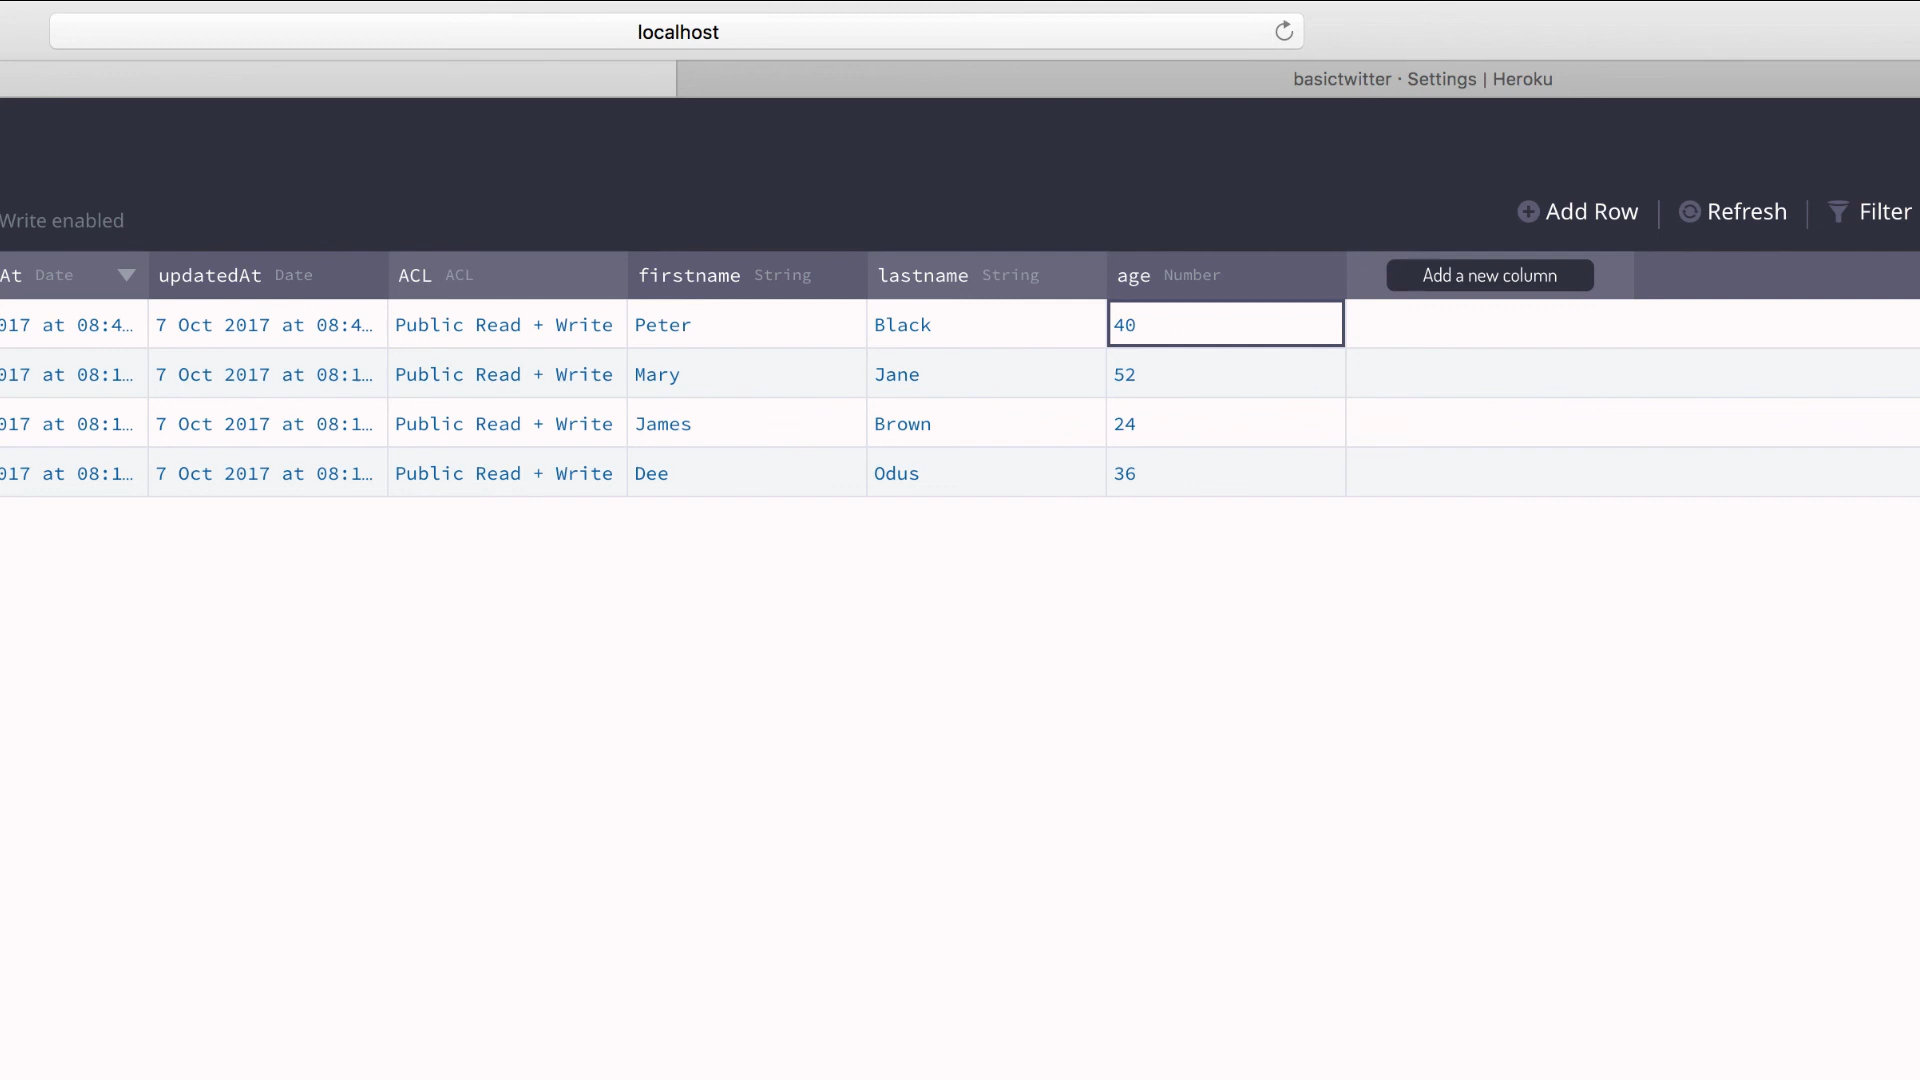 localhost
basictwitter · Settings | Heroku
Write enabled
Add Row | Refresh | Filter
At Date updatedAt Date ACL ACL firstname String lastname String age Number Add a new column
017 at 08:4… 7 Oct 2017 at 08:4… Public Read + Write Peter Black 40
017 at 08:1… 7 Oct 2017 at 08:1… Public Read + Write Mary Jane 52
017 at 08:1… 7 Oct 2017 at 08:1… Public Read + Write James Brown 24
017 at 08:1… 7 Oct 2017 at 08:1… Public Read + Write Dee Odus 36